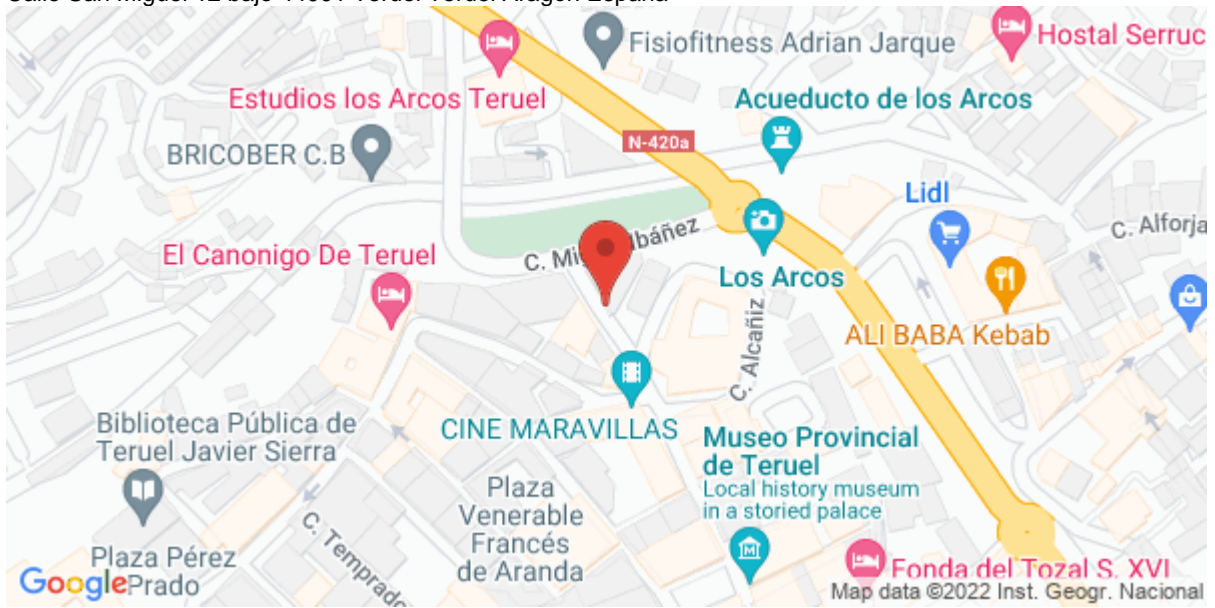 Calle San Miguel bajo Teruel Teruel Aragón España
Fisiofitness Adrian Jarque
Hostal Serruc
Estudios los Arcos Teruel
Acueducto de los Arcos
N-420a
BRICOBER C.B
Lidl
C. Alforja
C. Mi
báñez
El Canonigo De Teruel
Los Arcos
C. Alcañiz
ALI BABA Kebab
Biblioteca Pública de
Teruel Javier Sierra
CINE MARAVILLAS
Museo Provincial
de Teruel
Local history museum
in a storied palace
Plaza
Venerable
Francés
de Aranda
C. Temprado
Plaza Pérez
Prado
Fonda del Tozal S. XVI
Google
Map data ©2022 Inst. Geogr. Nacional